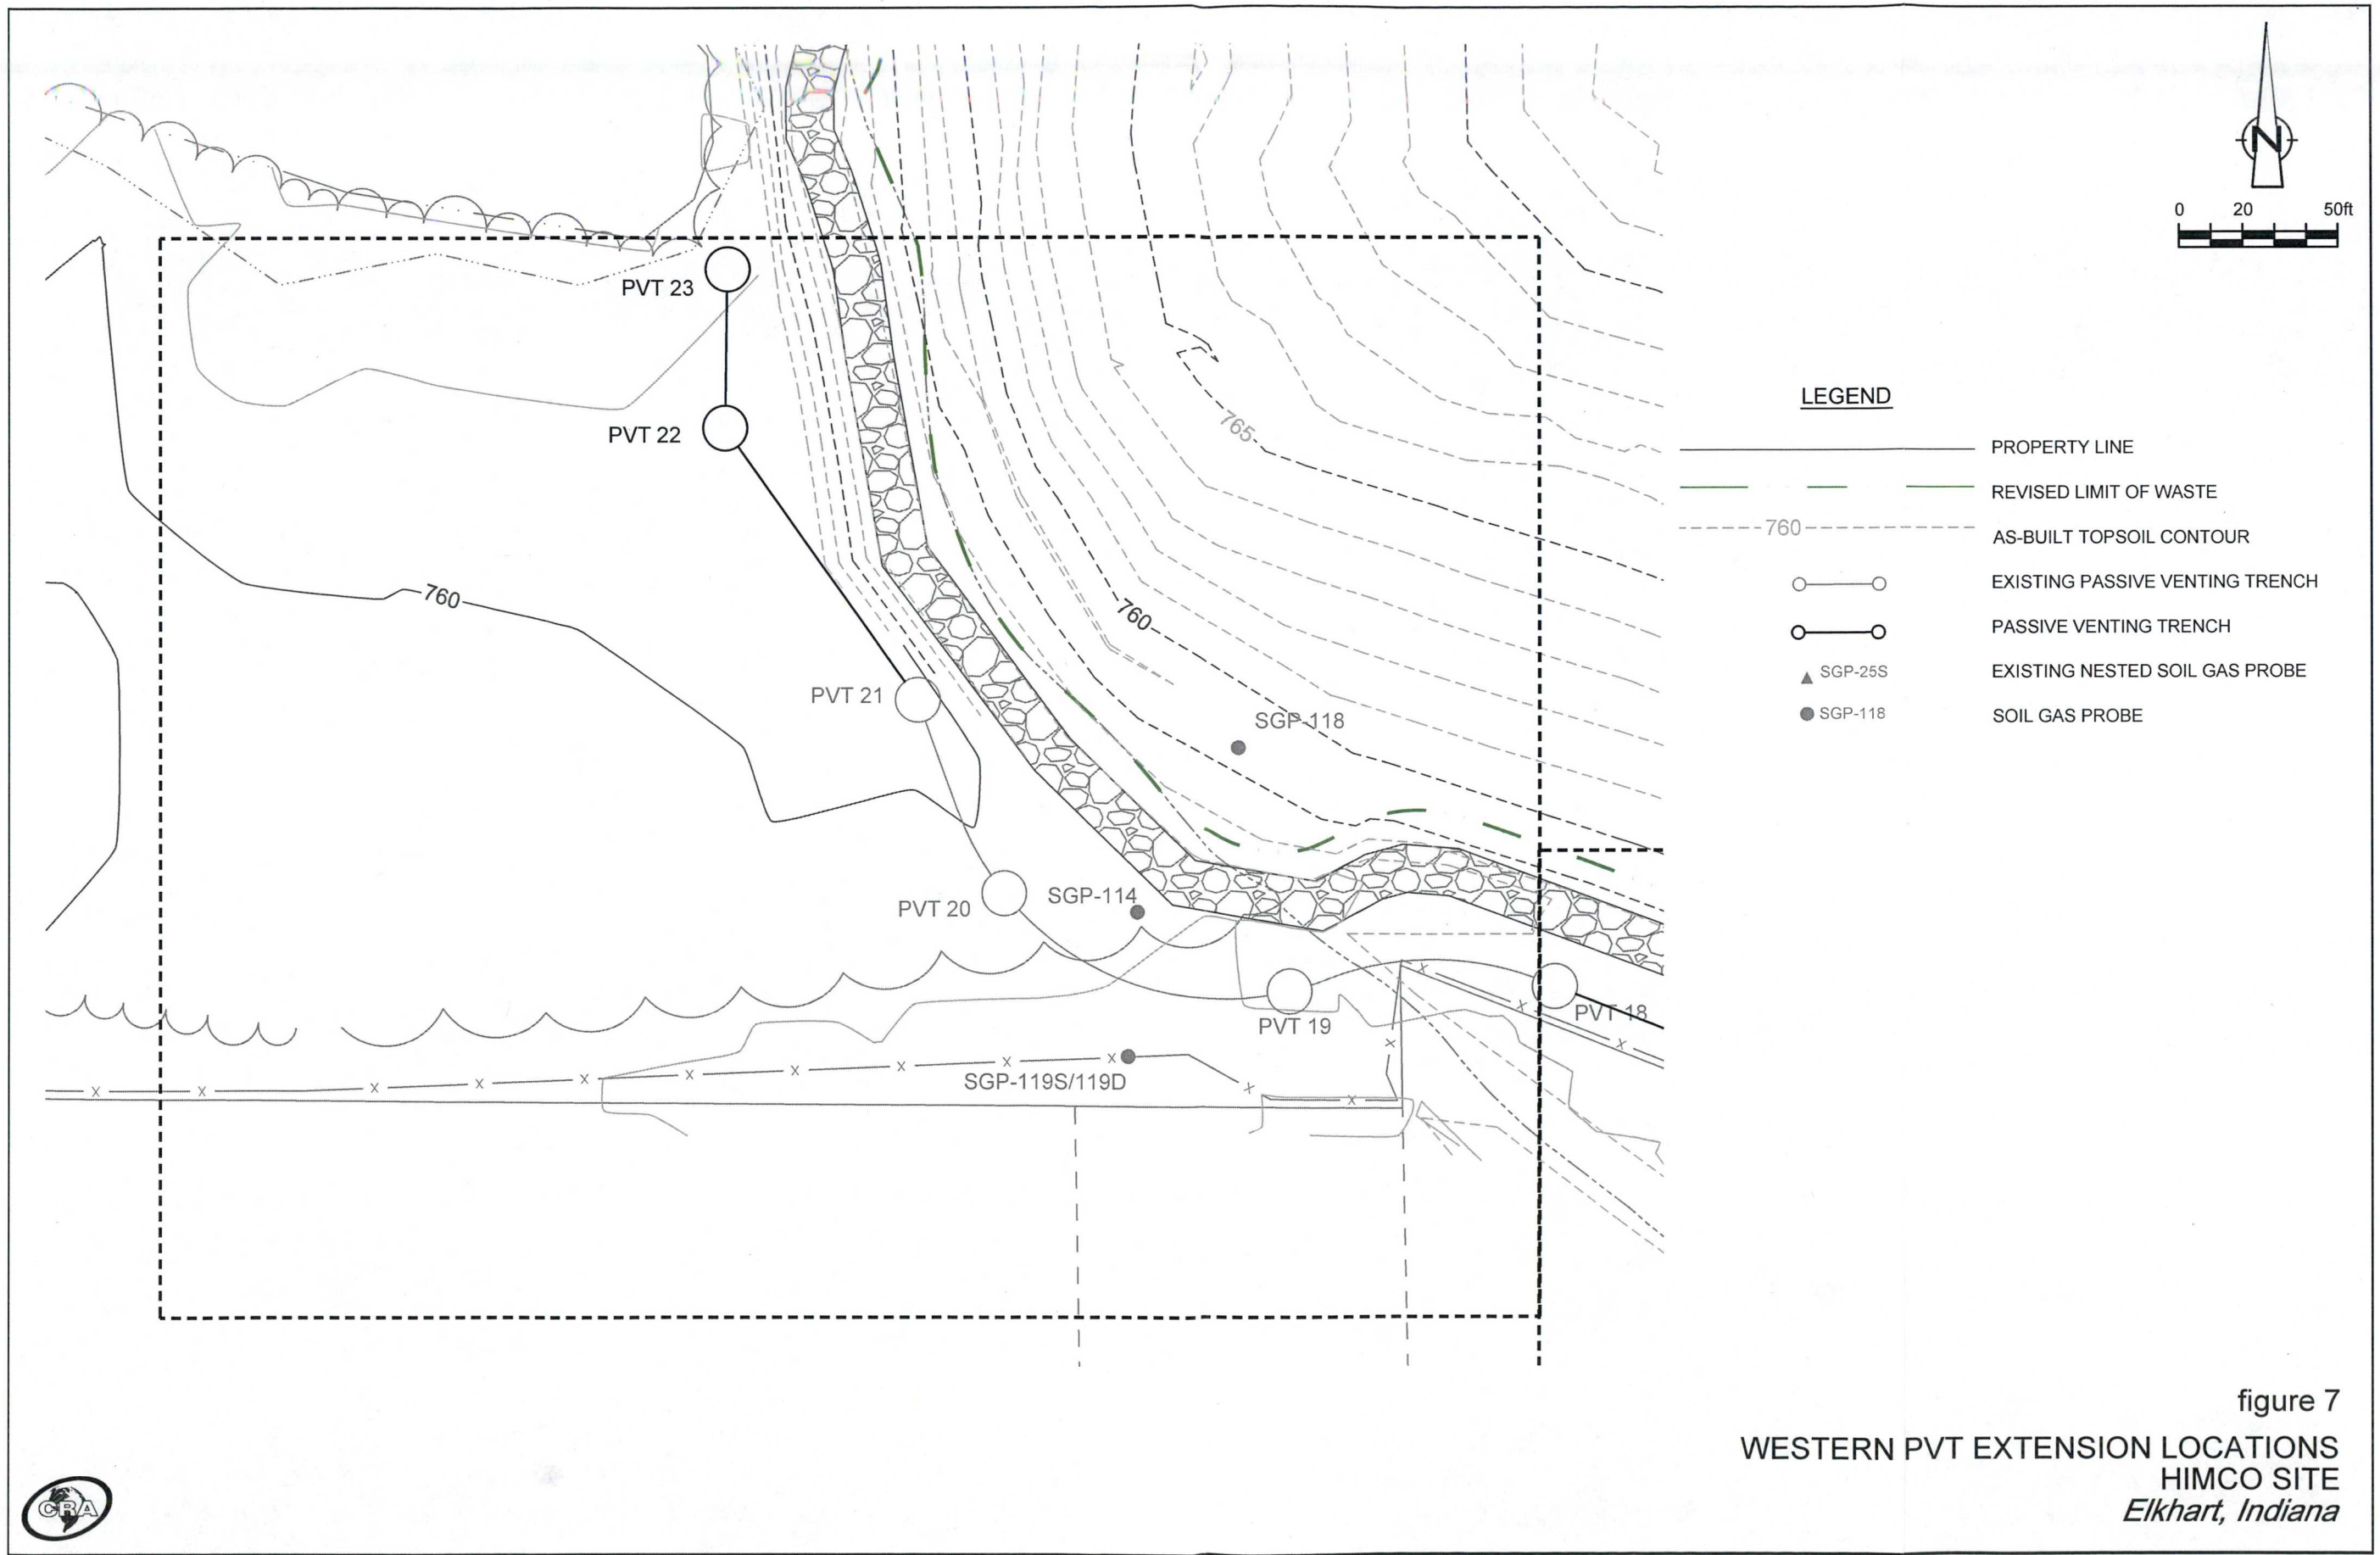 N
0 20 50ft
PVT 23
PVT 22
765
LEGEND
PROPERTY LINE
REVISED LIMIT OF WASTE
760
AS-BUILT TOPSOIL CONTOUR
EXISTING PASSIVE VENTING TRENCH
PASSIVE VENTING TRENCH
SGP-25S
EXISTING NESTED SOIL GAS PROBE
SGP-118
SOIL GAS PROBE
760
760
PVT 21
SGP-118
PVT 20
SGP-114
PVT 19
PVT 18
SGP-119S/119D
figure 7
WESTERN PVT EXTENSION LOCATIONS
HIMCO SITE
Elkhart, Indiana
CRA